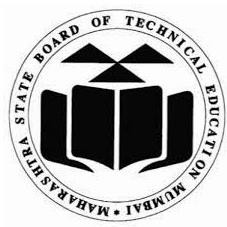 MAHARASHTRA STATE BOARD OF TECHNICAL EDUCATION MUMBAI *